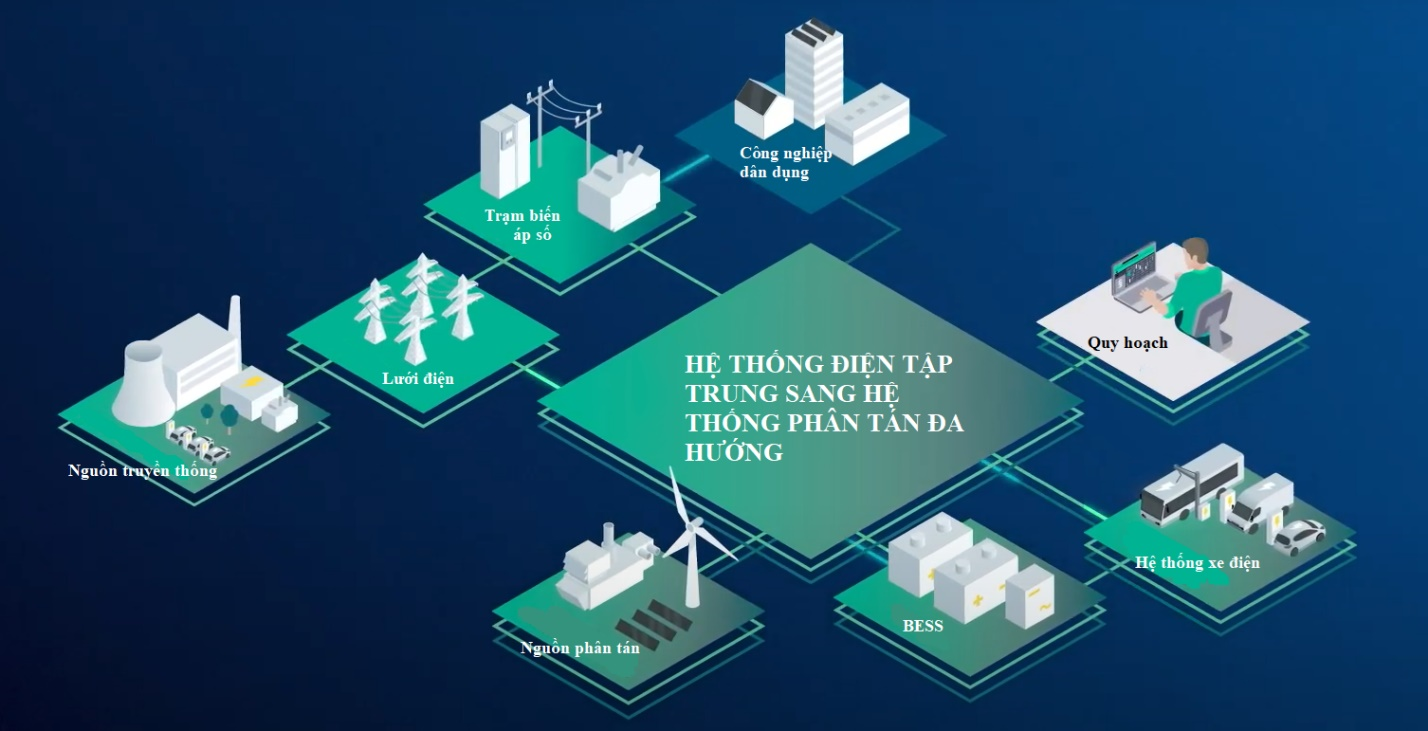 Công nghiệp
dân dụng
Trạm biến
áp số
Quy hoạch
Lưới điện
HỆ THỐNG ĐIỆN TẬP
TRUNG SANG HỆ
THỐNG PHÂN TÁN ĐA
HƯỚNG
Nguồn truyền thống
Hệ thống xe điện
BESS
Nguồn phân tán